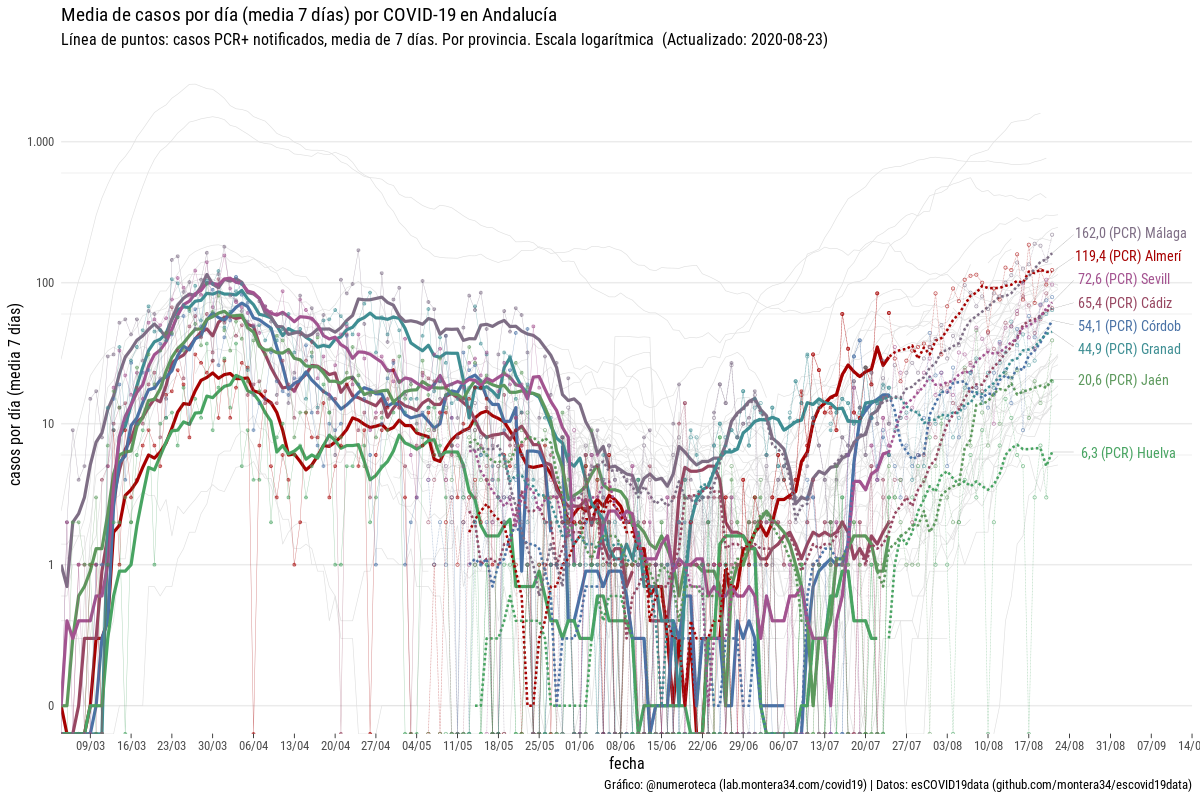 Media de casos por día (media 7 días) por COVID-19 en Andalucía
Línea de puntos: casos PCR+ notificados, media de 7 días. Por provincia. Escala logarítmica (Actualizado: 2020-08-23)
casos por día (media 7 días)
1.000
100
10
1
0
162,0 (PCR) Málaga
119,4 (PCR) Almerí
72,6 (PCR) Sevill
65,4 (PCR) Cádiz
54,1 (PCR) Córdob
44,9 (PCR) Granad
20,6 (PCR) Jaén
6,3 (PCR) Huelva
09/03 16/03 23/03 30/03 06/04 13/04 20/04 27/04 04/05 11/05 18/05 25/05 01/06 08/06 15/06 22/06 29/06 06/07 13/07 20/07 27/07 03/08 10/08 17/08 24/08 31/08 07/09 14/0
fecha
Gráfico: @numeroteca (lab.montera34.com/covid19) | Datos: esCOVID19data (github.com/montera34/escovid19data)